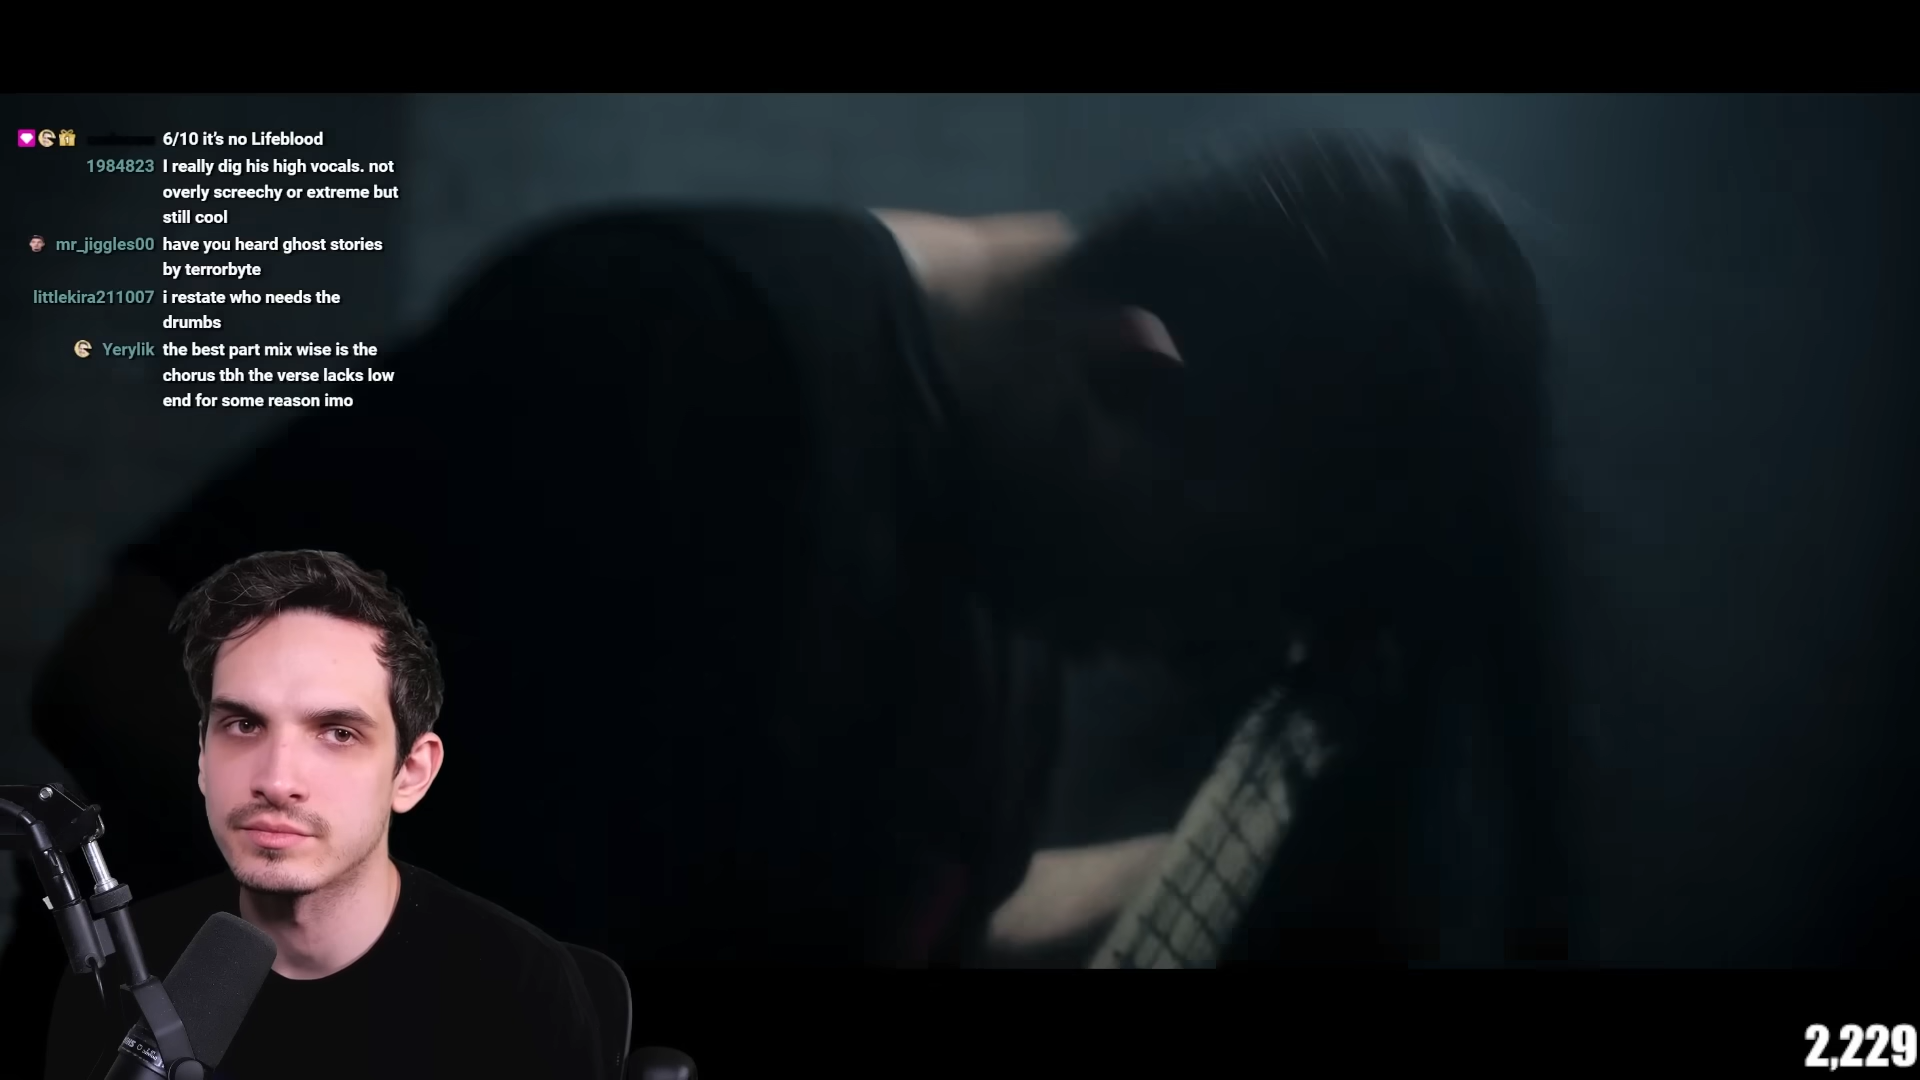 6/10 it's no Lifeblood
1984823 I really dig his high vocals. not
overly screechy or extreme but
still cool
mr_jiggles00 have you heard ghost stories
by terrorbyte
littlekira211007 i restate who needs the
drumbs
Yerylik the best part mix wise is the
chorus tbh the verse lacks low
end for some reason imo
2,229